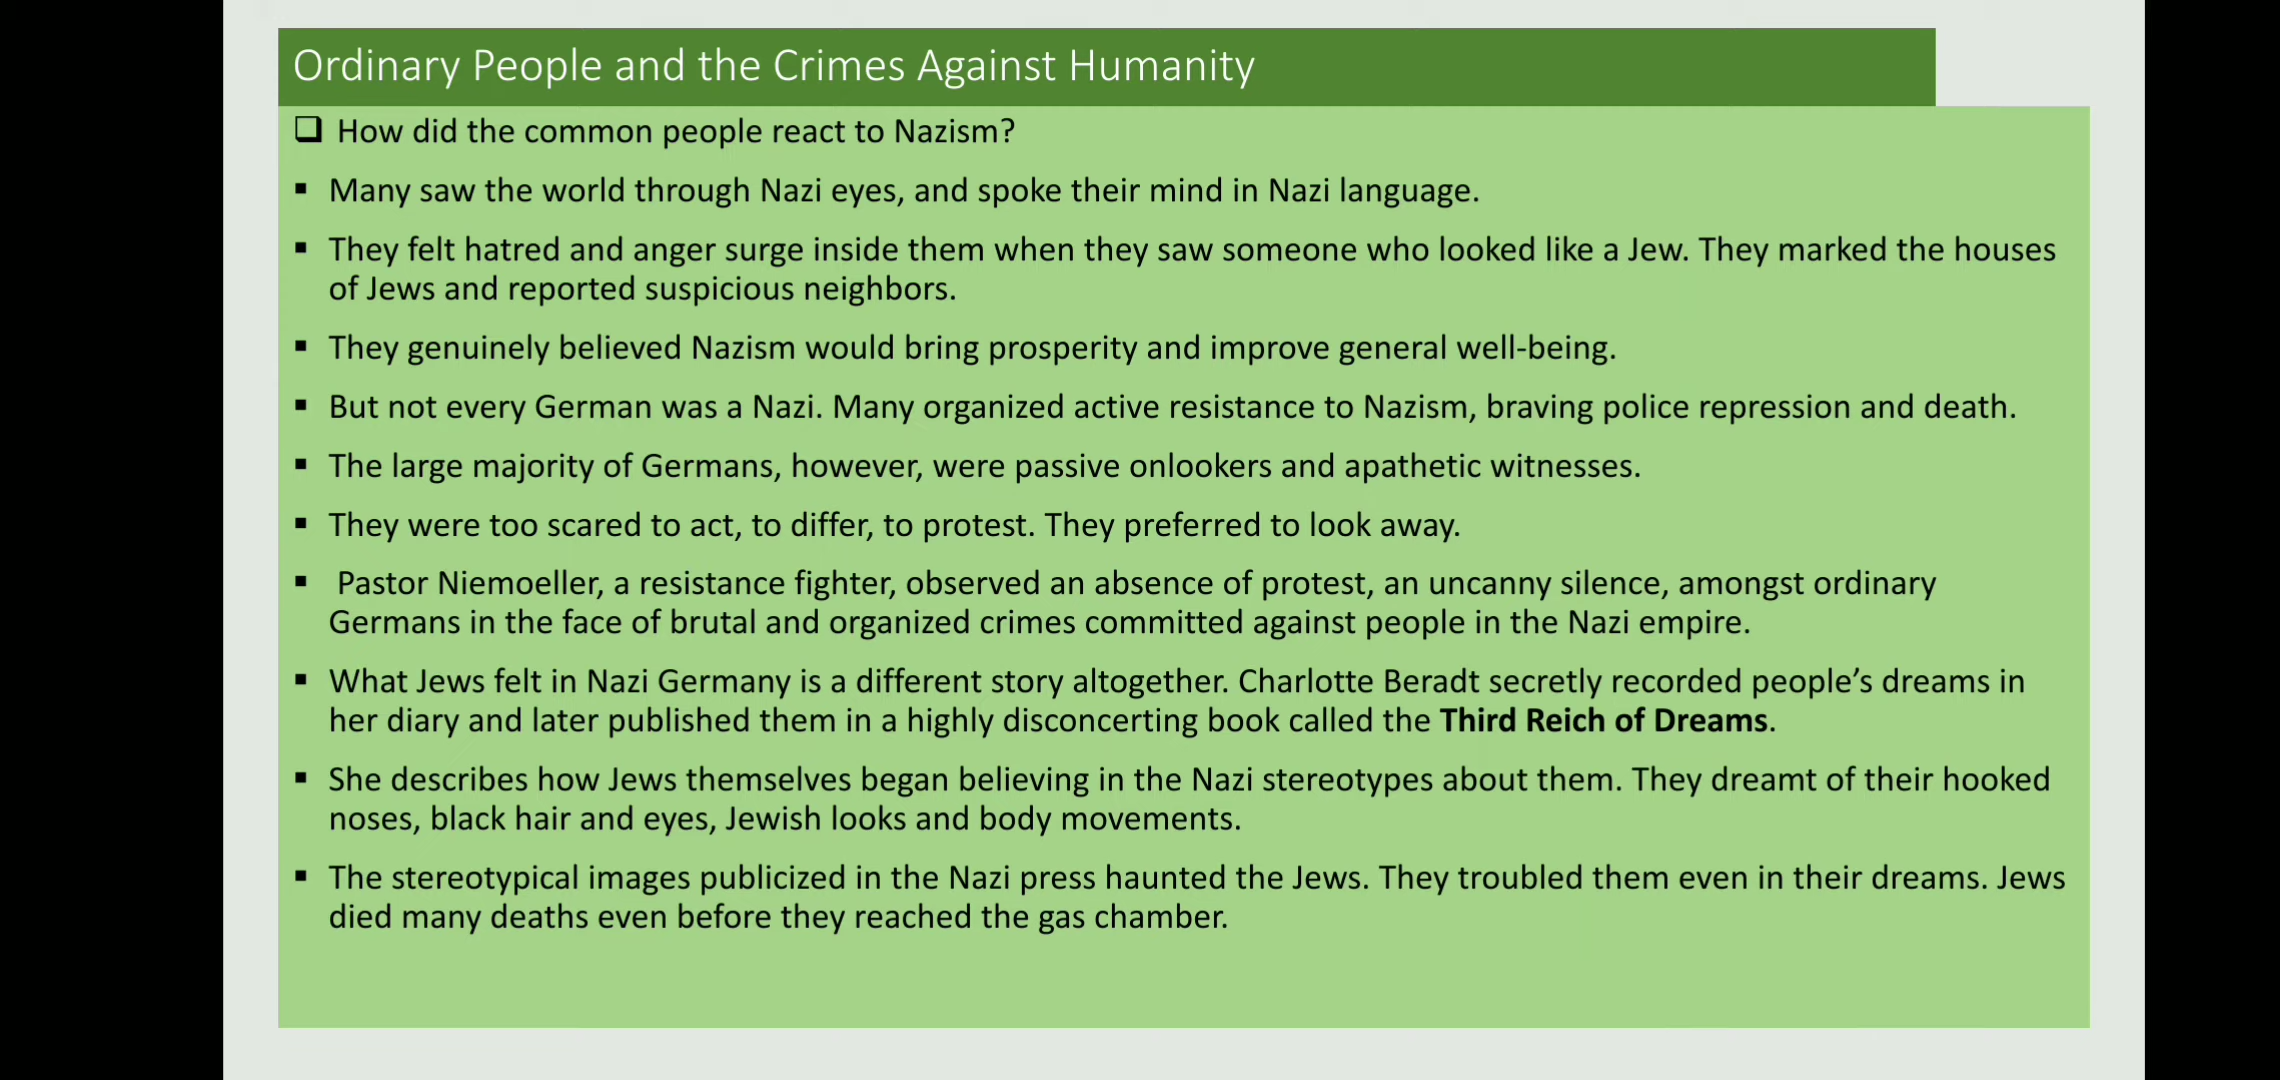 Ordinary People and the Crimes Against Humanity
❑ How did the common people react to Nazism?
▪ Many saw the world through Nazi eyes, and spoke their mind in Nazi language.
▪ They felt hatred and anger surge inside them when they saw someone who looked like a Jew. They marked the houses
of Jews and reported suspicious neighbors.
▪ They genuinely believed Nazism would bring prosperity and improve general well-being.
▪ But not every German was a Nazi. Many organized active resistance to Nazism, braving police repression and death.
▪ The large majority of Germans, however, were passive onlookers and apathetic witnesses.
▪ They were too scared to act, to differ, to protest. They preferred to look away.
▪ Pastor Niemoeller, a resistance fighter, observed an absence of protest, an uncanny silence, amongst ordinary
Germans in the face of brutal and organized crimes committed against people in the Nazi empire.
▪ What Jews felt in Nazi Germany is a different story altogether. Charlotte Beradt secretly recorded people’s dreams in
her diary and later published them in a highly disconcerting book called the Third Reich of Dreams.
▪ She describes how Jews themselves began believing in the Nazi stereotypes about them. They dreamt of their hooked
noses, black hair and eyes, Jewish looks and body movements.
▪ The stereotypical images publicized in the Nazi press haunted the Jews. They troubled them even in their dreams. Jews
died many deaths even before they reached the gas chamber.